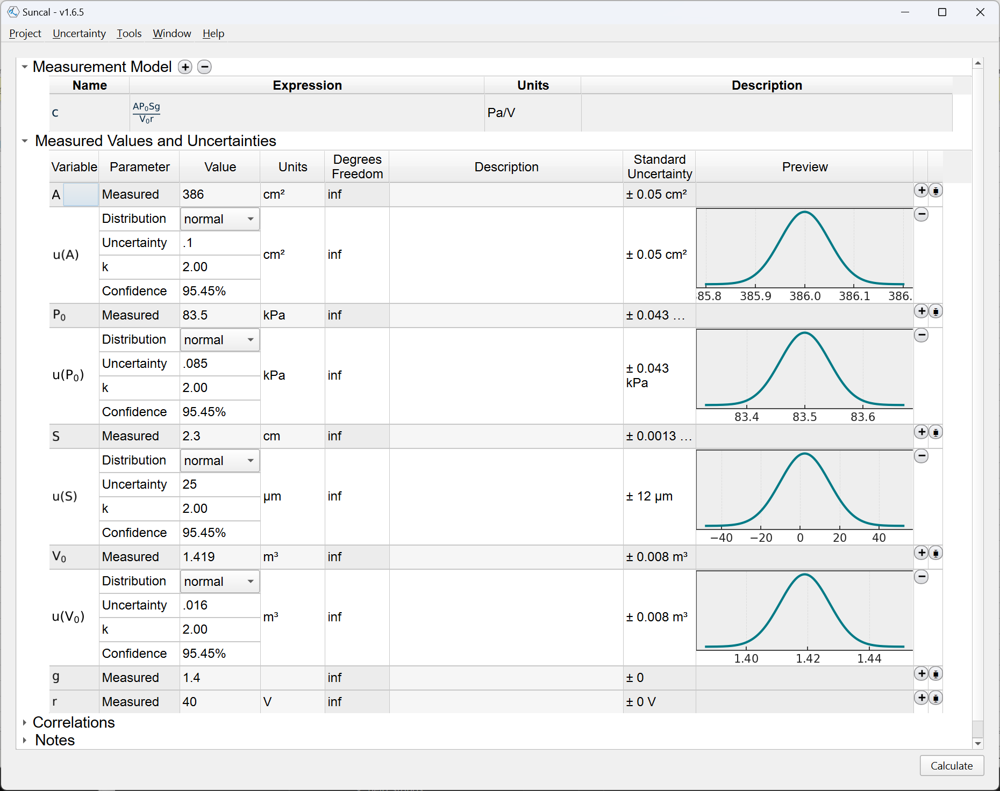 Suncal - v1.6.5
Project Uncertainty Tools Window Help
Measurement Model
Name Expression Units Description
c AP₀Sg Pa/V
V₀r
Measured Values and Uncertainties
Variable Parameter Value Units Degrees Freedom Description Standard Uncertainty Preview
A Measured 386 cm² inf ± 0.05 cm²
Distribution normal
Uncertainty .1
u(A) cm² inf ± 0.05 cm²
k 2.00
Confidence 95.45%
85.8 385.9 386.0 386.1 386.
P₀ Measured 83.5 kPa inf ± 0.043 ...
Distribution normal
Uncertainty .085
u(P₀) kPa inf ± 0.043 kPa
k 2.00
Confidence 95.45%
83.4 83.5 83.6
S Measured 2.3 cm inf ± 0.0013 ...
Distribution normal
Uncertainty 25
u(S) µm inf ± 12 µm
k 2.00
Confidence 95.45%
−40 −20 0 20 40
V₀ Measured 1.419 m³ inf ± 0.008 m³
Distribution normal
Uncertainty .016
u(V₀) m³ inf ± 0.008 m³
k 2.00
Confidence 95.45%
1.40 1.42 1.44
g Measured 1.4 inf ± 0
r Measured 40 V inf ± 0 V
Correlations
Notes
Calculate